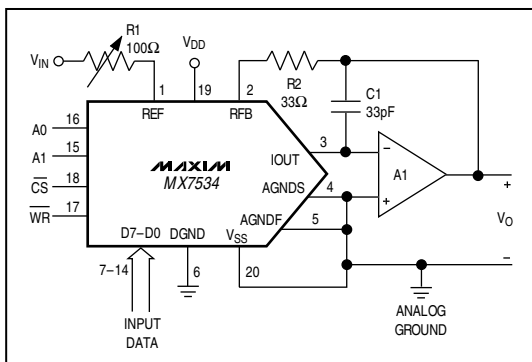 R1
100Ω
VIN
VDD
R2
33Ω
C1
33pF
1
19
2
REF
RFB
A0
16
A1
15
CS
18
WR
17
MAXIM
MX7534
IOUT
3
AGNDS
4
AGNDF
5
−
A1
+
+
VO
−
D7–D0
DGND
VSS
7–14
6
20
INPUT
DATA
ANALOG
GROUND